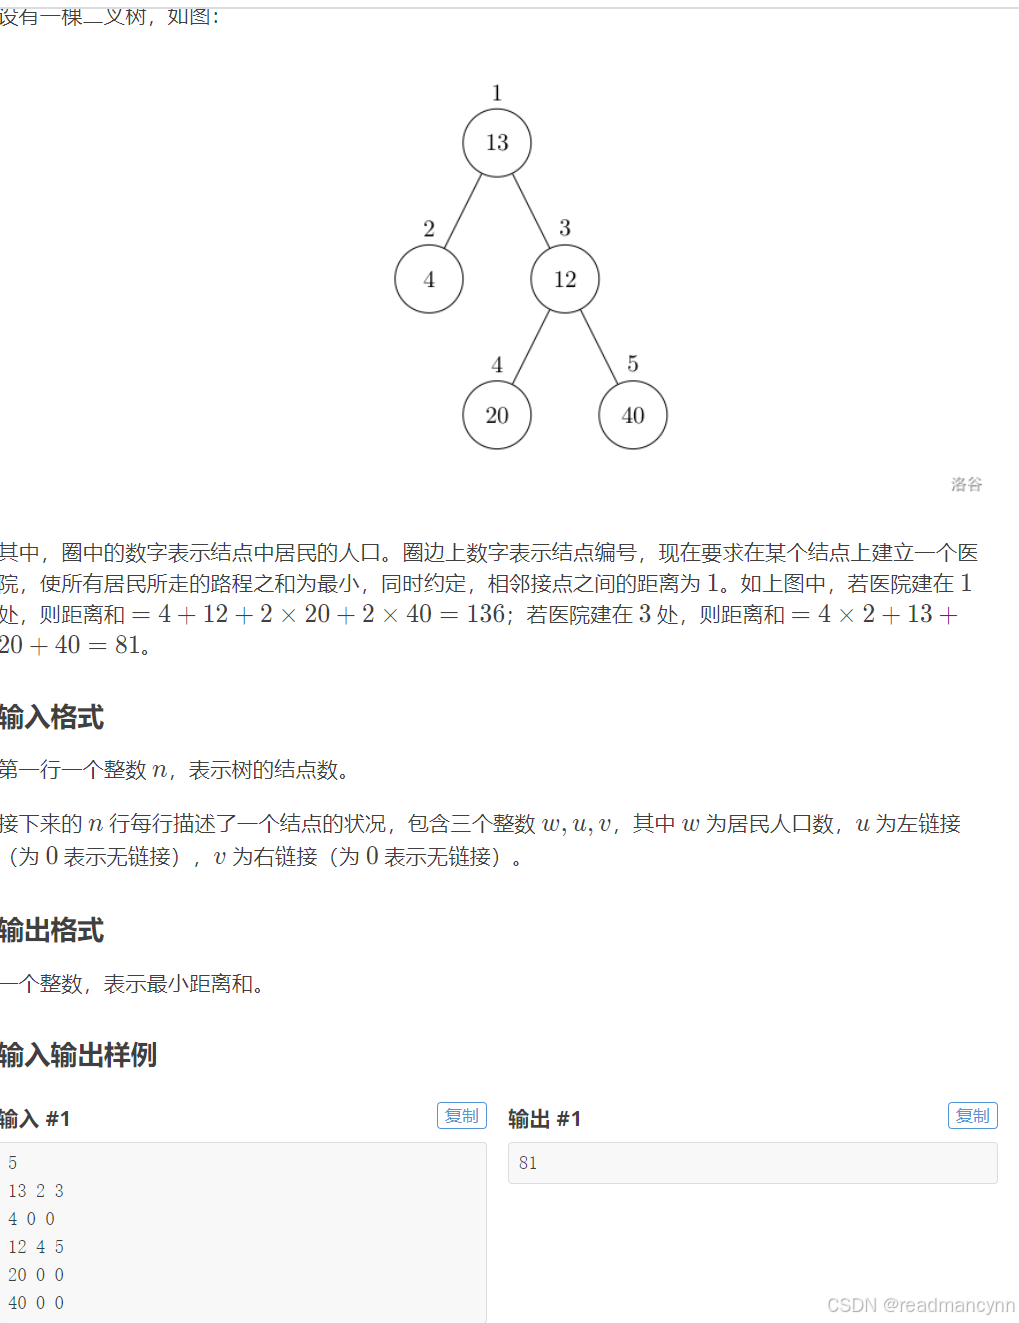 设有一棵二叉树，如图：
1
13
2 3
4 12
4 5
20 40
洛谷
其中，圈中的数字表示结点中居民的人口。圈边上数字表示结点编号，现在要求在某个结点上建立一个医
院，使所有居民所走的路程之和为最小，同时约定，相邻接点之间的距离为 1。如上图中，若医院建在 1
处，则距离和 = 4 + 12 + 2 × 20 + 2 × 40 = 136；若医院建在 3 处，则距离和 = 4 × 2 + 13 +
20 + 40 = 81。
输入格式
第一行一个整数 n，表示树的结点数。
接下来的 n 行每行描述了一个结点的状况，包含三个整数 w, u, v，其中 w 为居民人口数，u 为左链接
（为 0 表示无链接），v 为右链接（为 0 表示无链接）。
输出格式
一个整数，表示最小距离和。
输入输出样例
输入 #1 复制 输出 #1 复制
5 81
13 2 3
4 0 0
12 4 5
20 0 0
40 0 0
CSDN @readmancynn